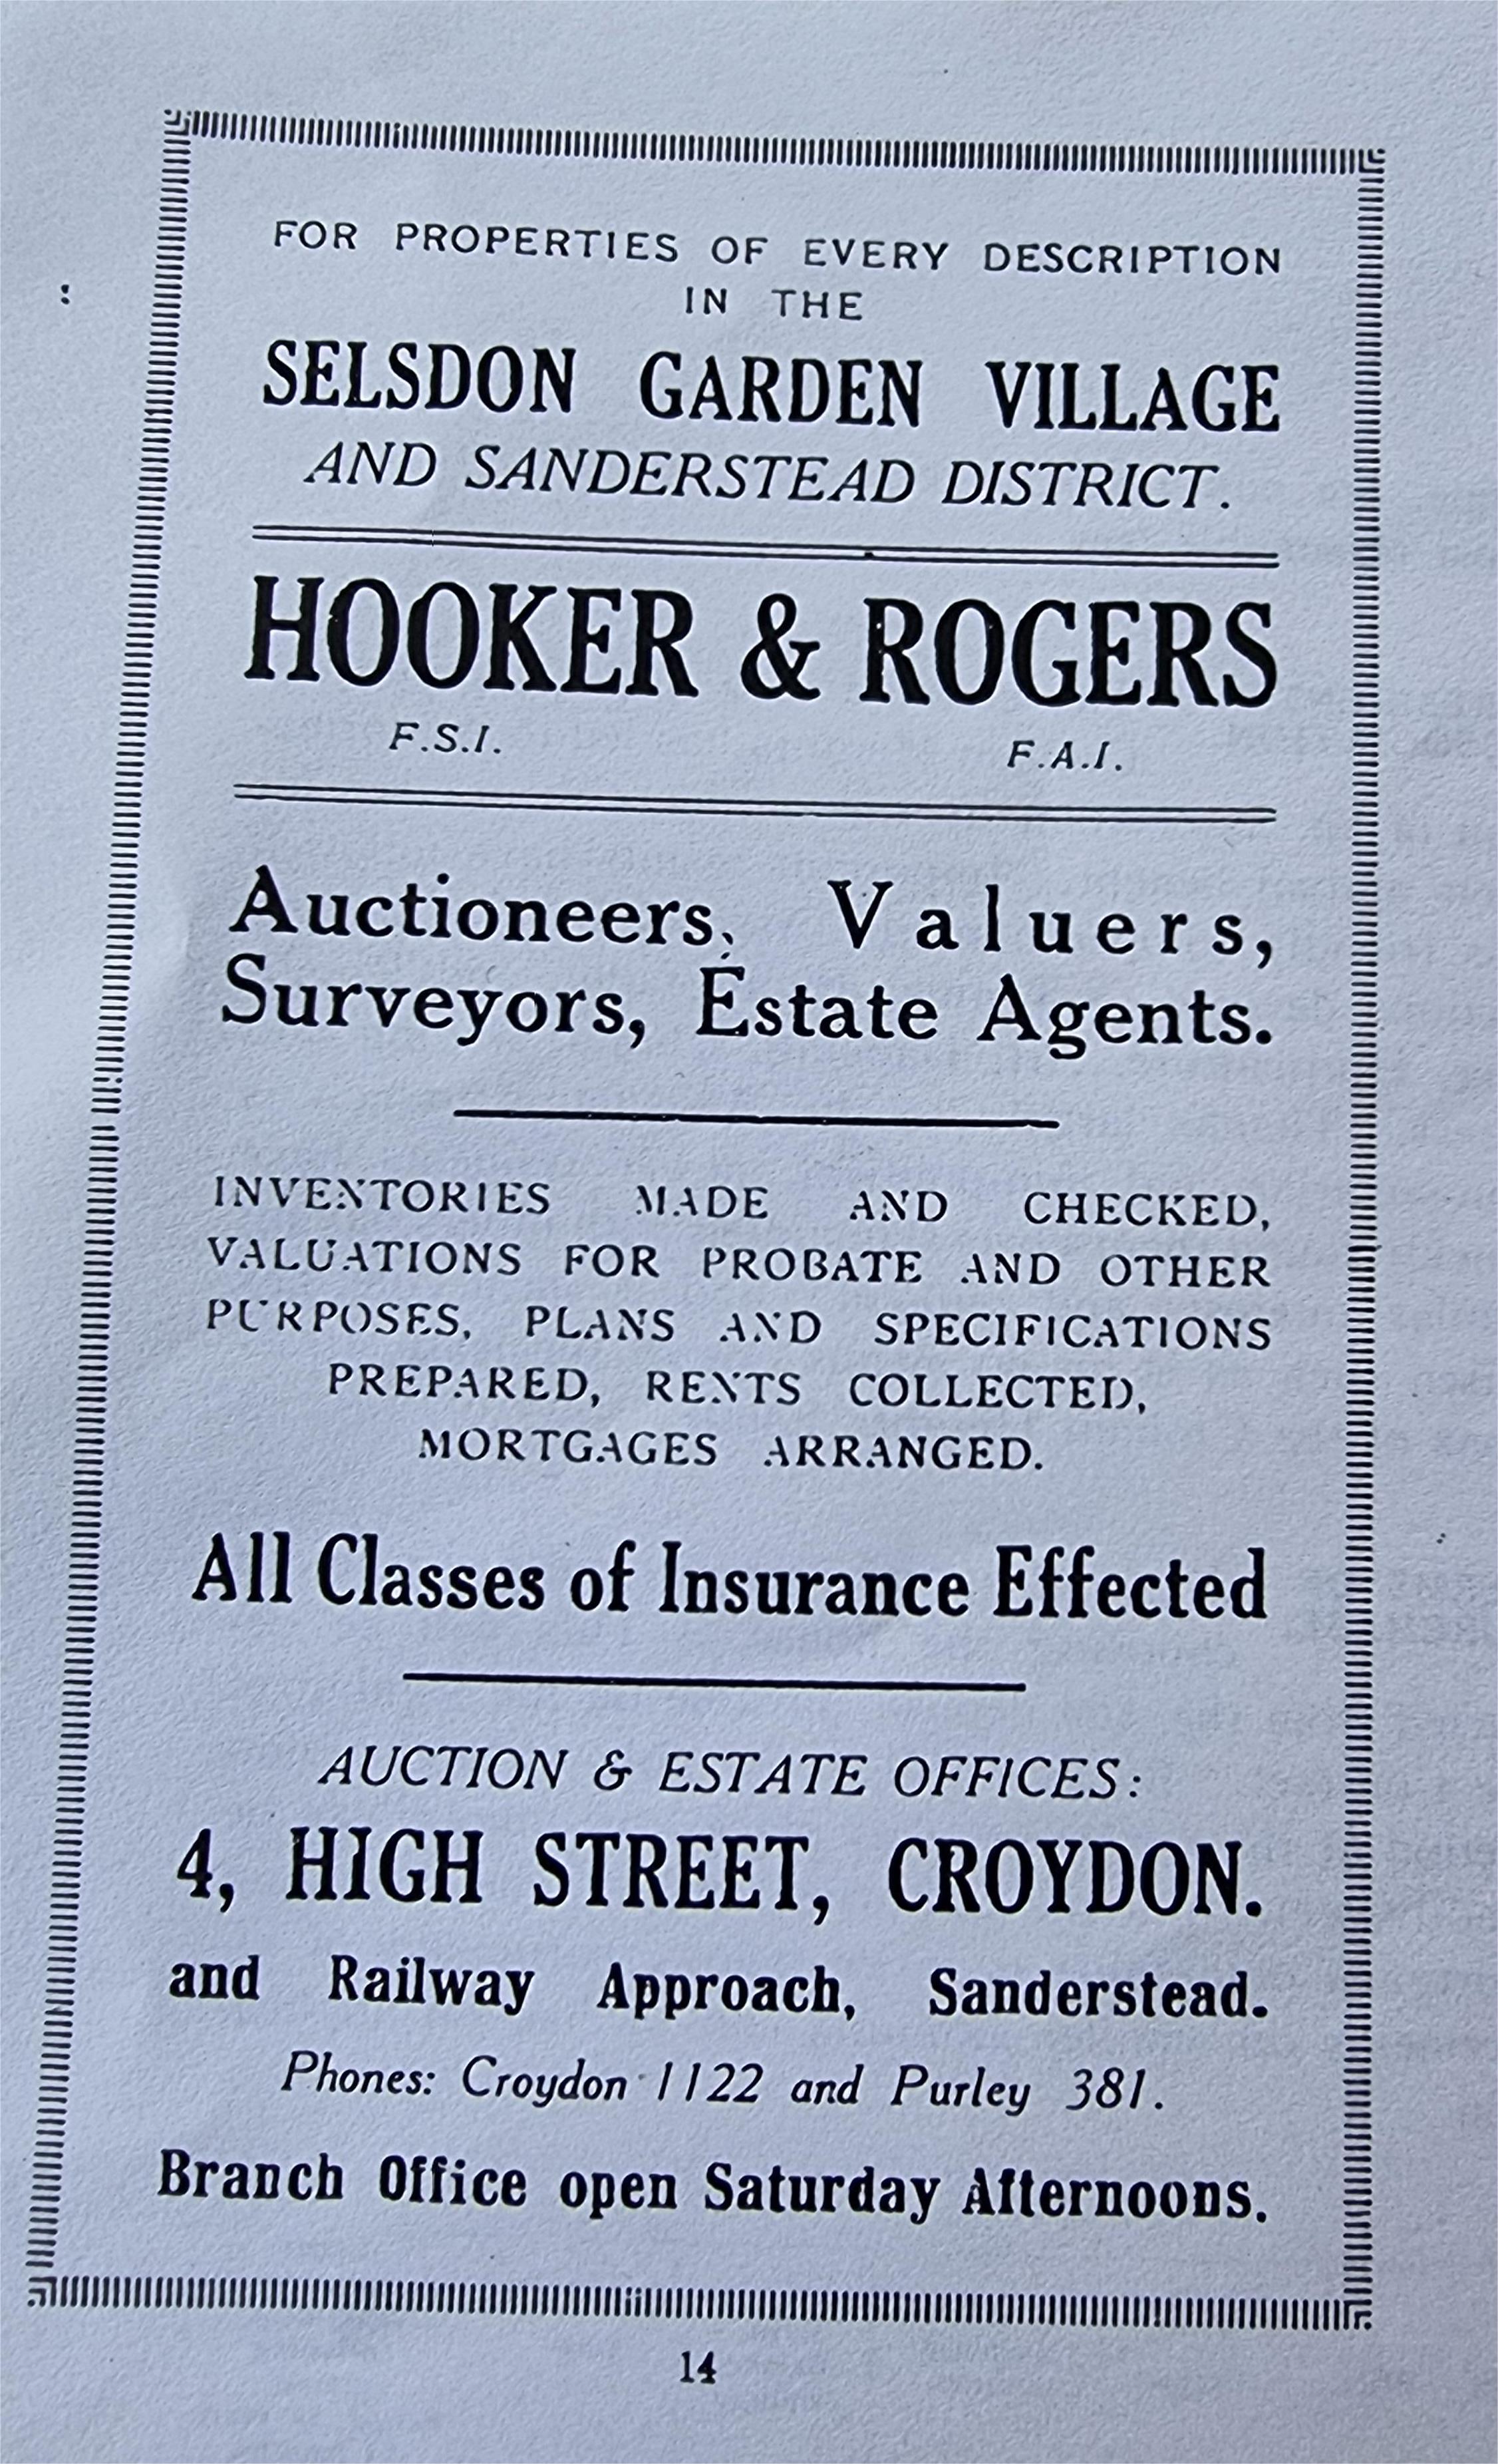 FOR PROPERTIES OF EVERY DESCRIPTION
IN THE
SELSDON GARDEN VILLAGE
AND SANDERSTEAD DISTRICT.
HOOKER & ROGERS
F.S.I. F.A.I.
Auctioneers, Valuers,
Surveyors, Estate Agents.
INVENTORIES MADE AND CHECKED,
VALUATIONS FOR PROBATE AND OTHER
PURPOSES, PLANS AND SPECIFICATIONS
PREPARED, RENTS COLLECTED,
MORTGAGES ARRANGED.
All Classes of Insurance Effected
AUCTION & ESTATE OFFICES:
4, HIGH STREET, CROYDON.
and Railway Approach, Sanderstead.
Phones: Croydon 1122 and Purley 381.
Branch Office open Saturday Afternoons.
14